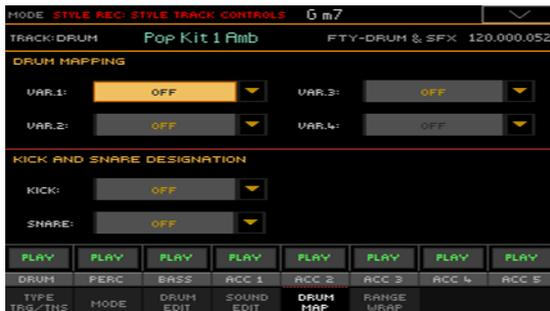 MODE STYLE REC: STYLE TRACK CONTROLS G m7
TRACK:DRUM Pop Kit 1 Amb FTY-DRUM & SFX 120.000.052
DRUM MAPPING
VAR.1: OFF VAR.3: OFF
VAR.2: OFF VAR.4: OFF
KICK AND SNARE DESIGNATION
KICK: OFF
SNARE: OFF
PLAY PLAY PLAY PLAY PLAY PLAY PLAY PLAY
DRUM PERC BASS ACC 1 ACC 2 ACC 3 ACC 4 ACC 5
TYPE MODE DRUM SOUND DRUM RANGE
TRG/TNS EDIT EDIT MAP WRAP